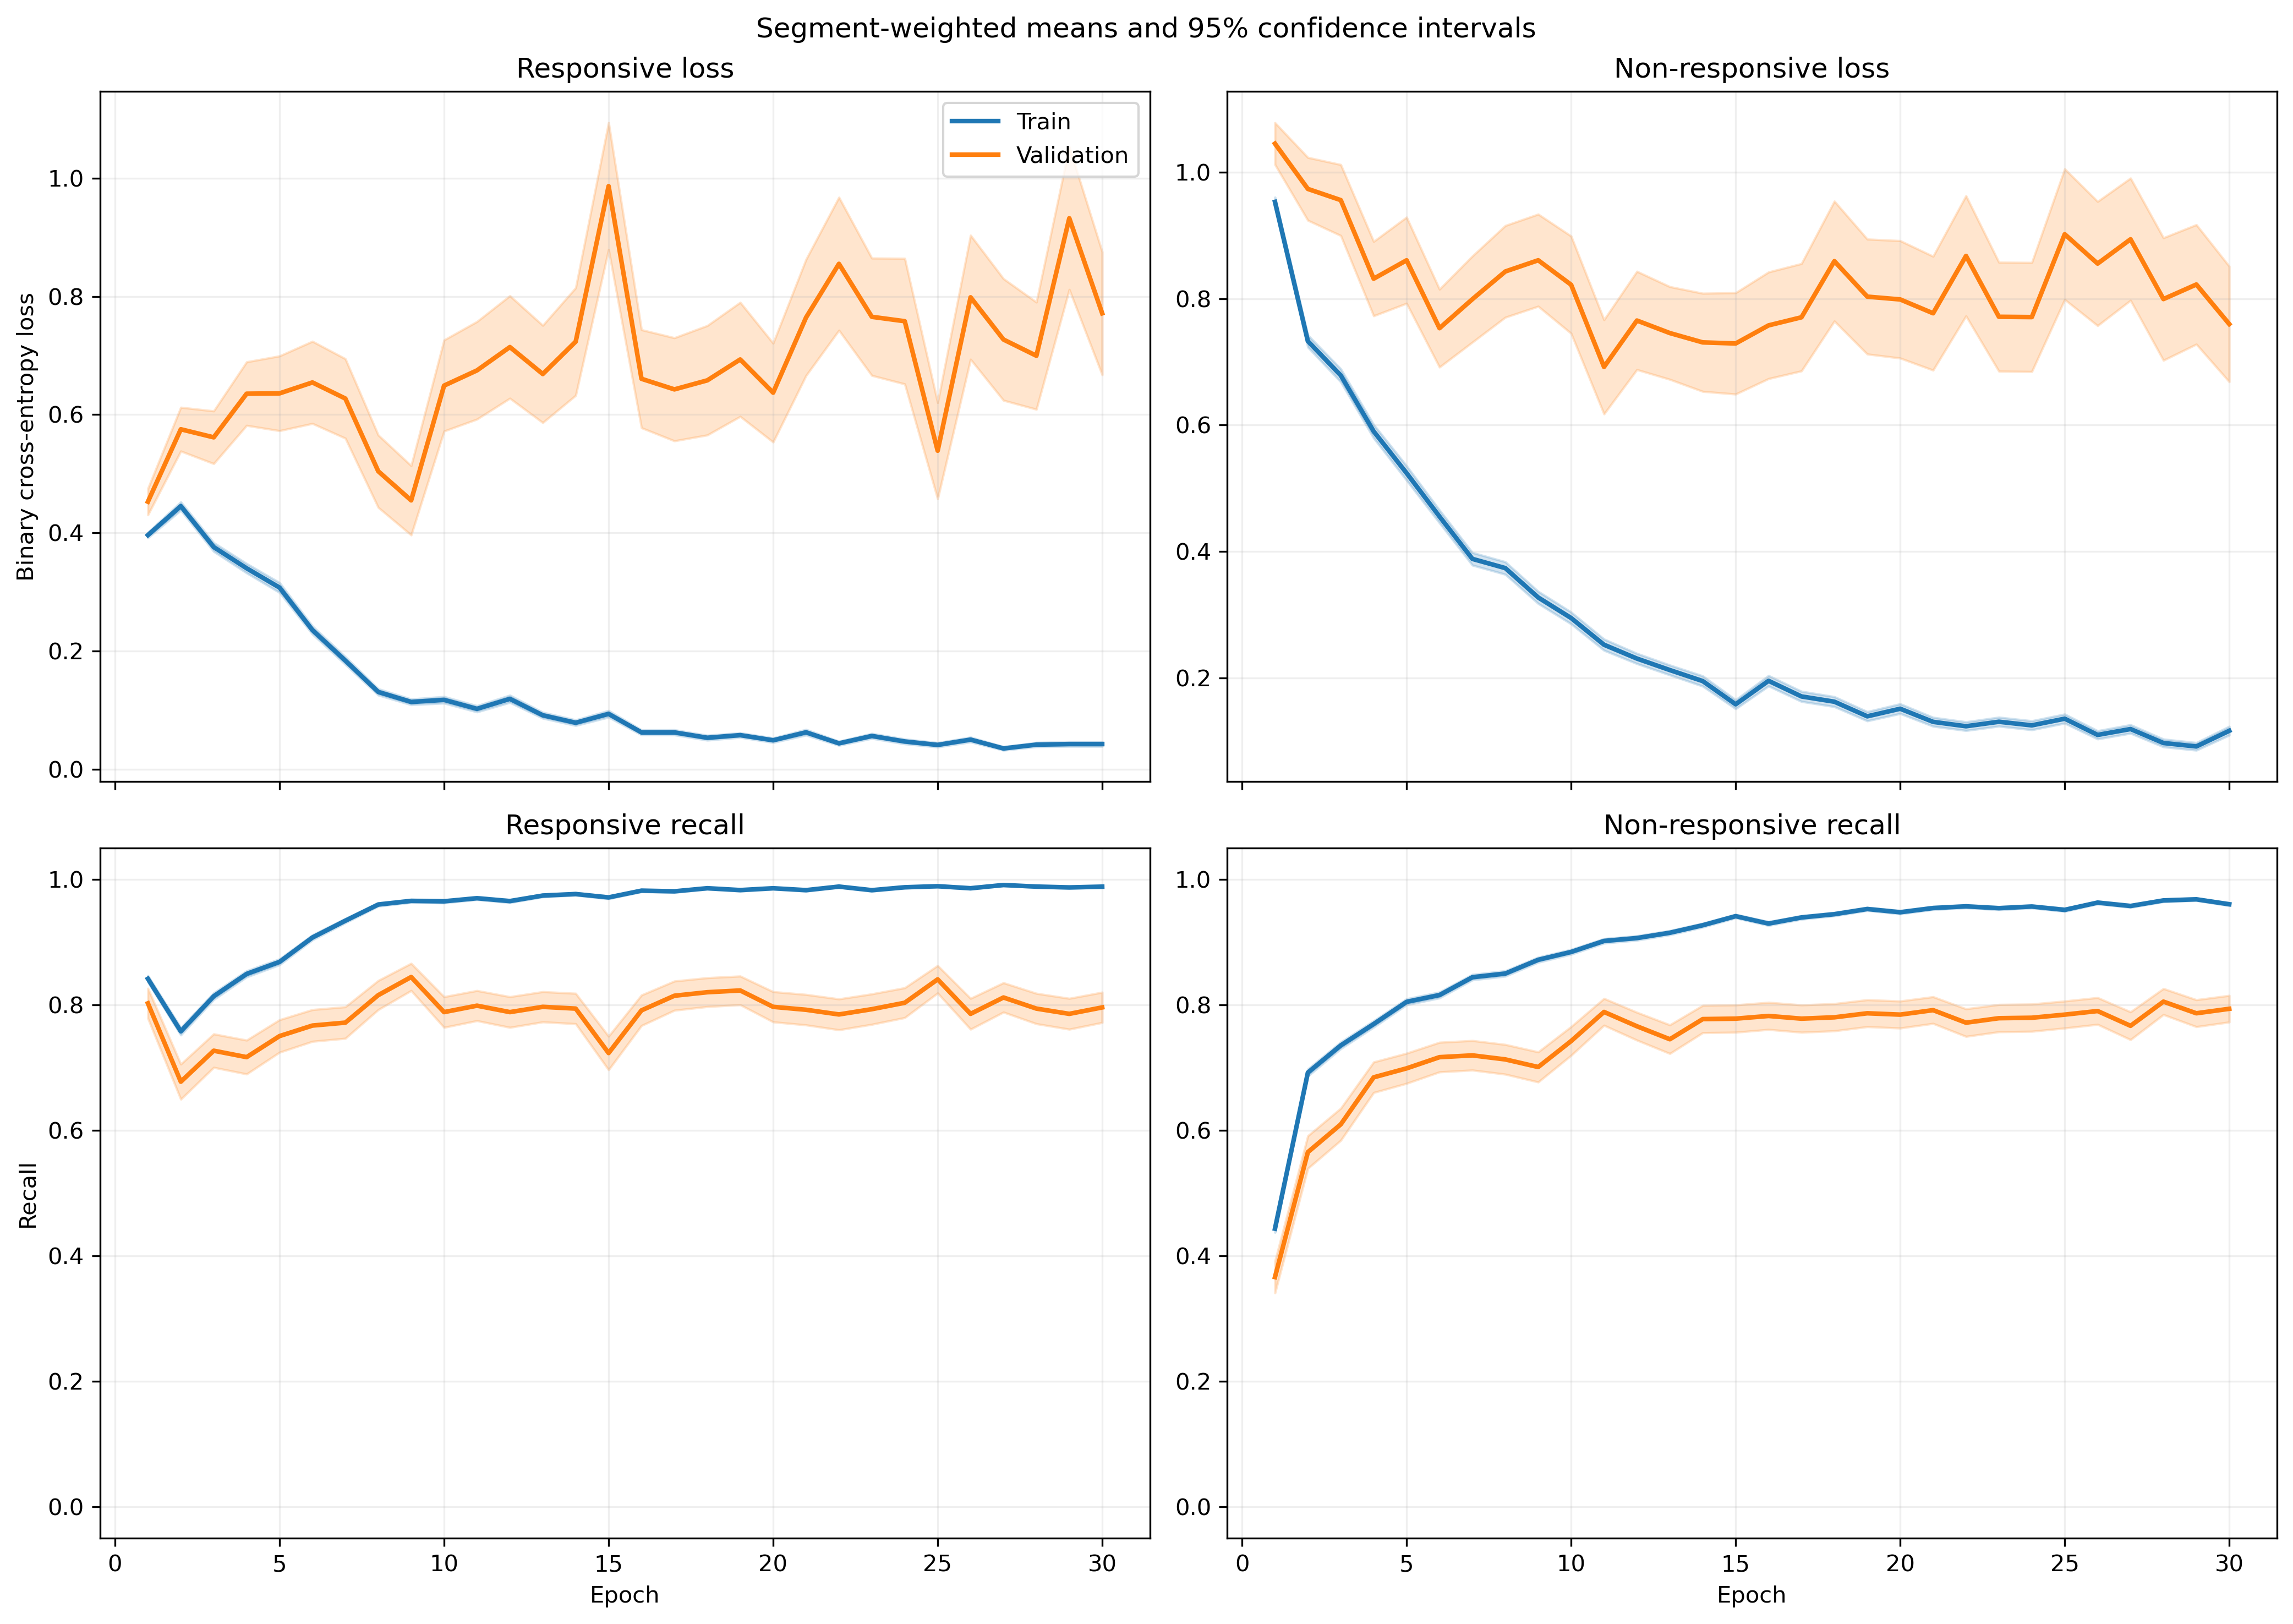 Segment-weighted means and 95% confidence intervals
Responsive loss
Non-responsive loss
Train
Validation
Binary cross-entropy loss
1.0
0.8
0.6
0.4
0.2
0.0
1.0
0.8
0.6
0.4
0.2
Responsive recall
Non-responsive recall
Recall
1.0
0.8
0.6
0.4
0.2
0.0
1.0
0.8
0.6
0.4
0.2
0.0
0 5 10 15 20 25 30
0 5 10 15 20 25 30
Epoch
Epoch